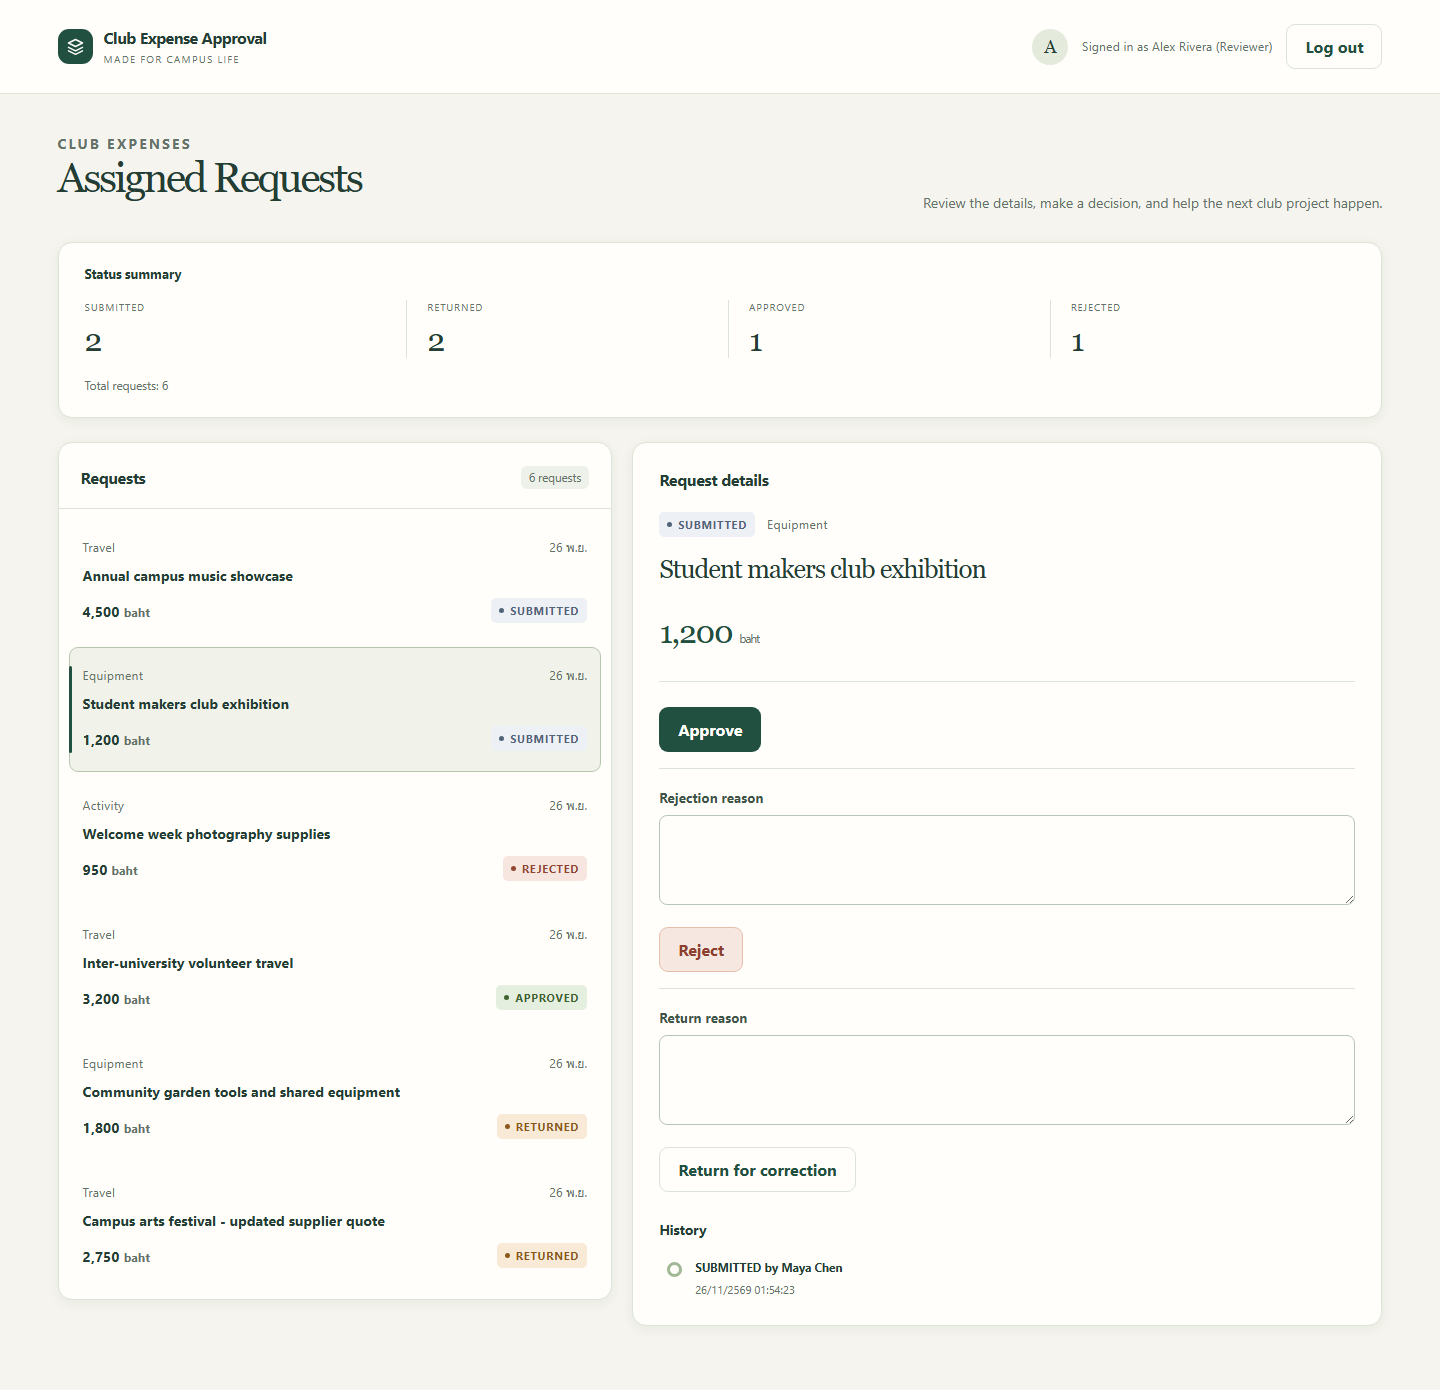 Club Expense Approval
MADE FOR CAMPUS LIFE
A
Signed in as Alex Rivera (Reviewer)
Log out
CLUB EXPENSES
Assigned Requests
Review the details, make a decision, and help the next club project happen.
Status summary
SUBMITTED
2
RETURNED
2
APPROVED
1
REJECTED
1
Total requests: 6
Requests
6 requests
Travel
26 พ.ย.
Annual campus music showcase
4,500 baht
SUBMITTED
Equipment
26 พ.ย.
Student makers club exhibition
1,200 baht
SUBMITTED
Activity
26 พ.ย.
Welcome week photography supplies
950 baht
REJECTED
Travel
26 พ.ย.
Inter-university volunteer travel
3,200 baht
APPROVED
Equipment
26 พ.ย.
Community garden tools and shared equipment
1,800 baht
RETURNED
Travel
26 พ.ย.
Campus arts festival - updated supplier quote
2,750 baht
RETURNED
Request details
SUBMITTED
Equipment
Student makers club exhibition
1,200 baht
Approve
Rejection reason
Reject
Return reason
Return for correction
History
SUBMITTED by Maya Chen
26/11/2569 01:54:23